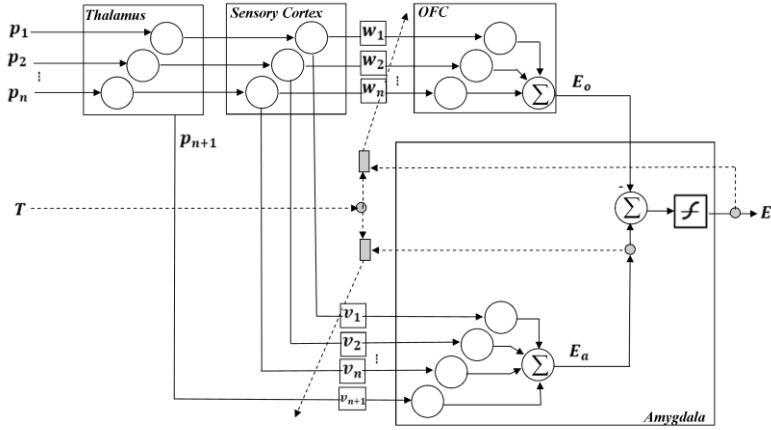 Thalamus
Sensory Cortex
OFC
p1
p2
⋮
pn
w1
w2
⋮
wn
Σ
Eo
pn+1
T
-
Σ
E
v1
v2
⋮
vn
vn+1
Σ
Ea
Amygdala